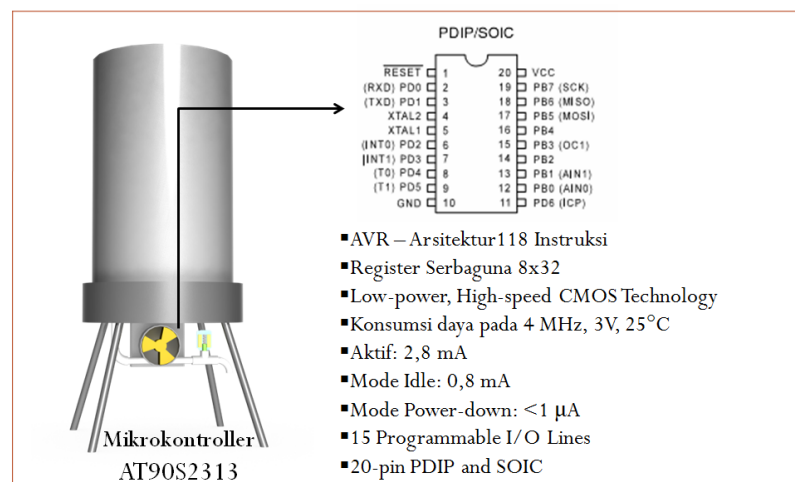 PDIP/SOIC
RESET 1 20 VCC
(RXD) PD0 2 19 PB7 (SCK)
(TXD) PD1 3 18 PB6 (MISO)
XTAL2 4 17 PB5 (MOSI)
XTAL1 5 16 PB4
(INT0) PD2 6 15 PB3 (OC1)
(INT1) PD3 7 14 PB2
(T0) PD4 8 13 PB1 (AIN1)
(T1) PD5 9 12 PB0 (AIN0)
GND 10 11 PD6 (ICP)
▪AVR – Arsitektur118 Instruksi
▪Register Serbaguna 8x32
▪Low-power, High-speed CMOS Technology
▪Konsumsi daya pada 4 MHz, 3V, 25°C
▪Aktif: 2,8 mA
▪Mode Idle: 0,8 mA
▪Mode Power-down: <1 µA
▪15 Programmable I/O Lines
▪20-pin PDIP and SOIC
Mikrokontroller
AT90S2313